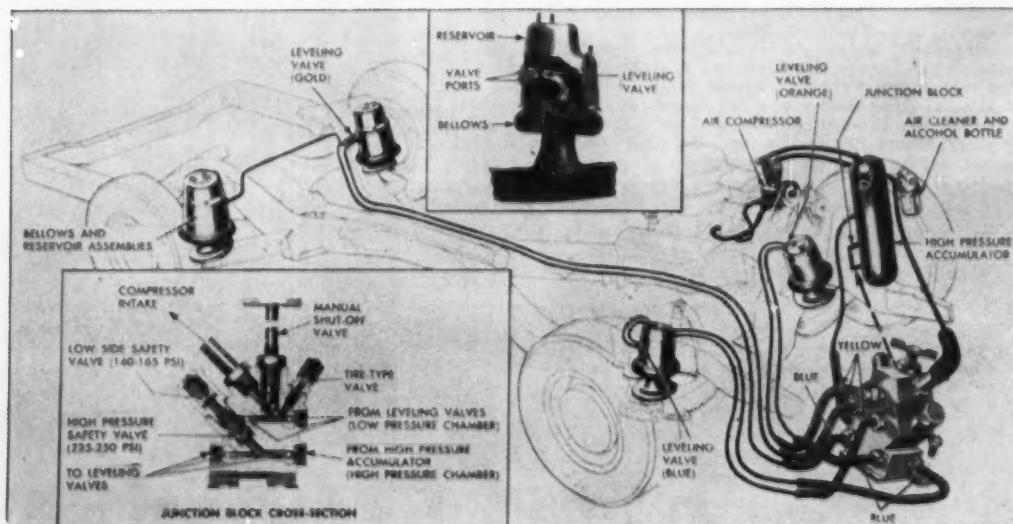 LEVELING
VALVE
(GOLD)
RESERVOIR
VALVE
PORTS
LEVELING
VALVE
BELLOWS
LEVELING
VALVE
(ORANGE)
JUNCTION BLOCK
AIR COMPRESSOR
AIR CLEANER AND
ALCOHOL BOTTLE
HIGH PRESSURE
ACCUMULATOR
BELLOWS AND
RESERVOIR ASSEMBLIES
COMPRESSOR
INTAKE
MANUAL
SHUT-OFF
VALVE
LOW SIDE SAFETY
VALVE (140-165 PSI)
TIRE-TYPE
VALVE
HIGH PRESSURE
SAFETY VALVE
(235-250 PSI)
FROM LEVELING VALVES
(LOW PRESSURE CHAMBER)
FROM HIGH PRESSURE
ACCUMULATOR
(HIGH PRESSURE CHAMBER)
TO LEVELING
VALVES
JUNCTION BLOCK CROSS-SECTION
YELLOW
BLUE
LEVELING
VALVE
(BLUE)
BLUE